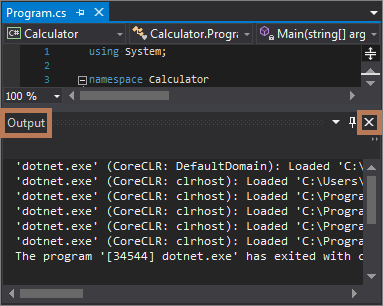 Program.cs
C# Calculator Calculator.Progra Main(string[] arg
1 using System;
2
3 namespace Calculator
100 %
Output
'dotnet.exe' (CoreCLR: DefaultDomain): Loaded 'C:\
'dotnet.exe' (CoreCLR: clrhost): Loaded 'C:\Users\
'dotnet.exe' (CoreCLR: clrhost): Loaded 'C:\Progra
'dotnet.exe' (CoreCLR: clrhost): Loaded 'C:\Progra
'dotnet.exe' (CoreCLR: clrhost): Loaded 'C:\Progra
'dotnet.exe' (CoreCLR: clrhost): Loaded 'C:\Progra
The program '[34544] dotnet.exe' has exited with c